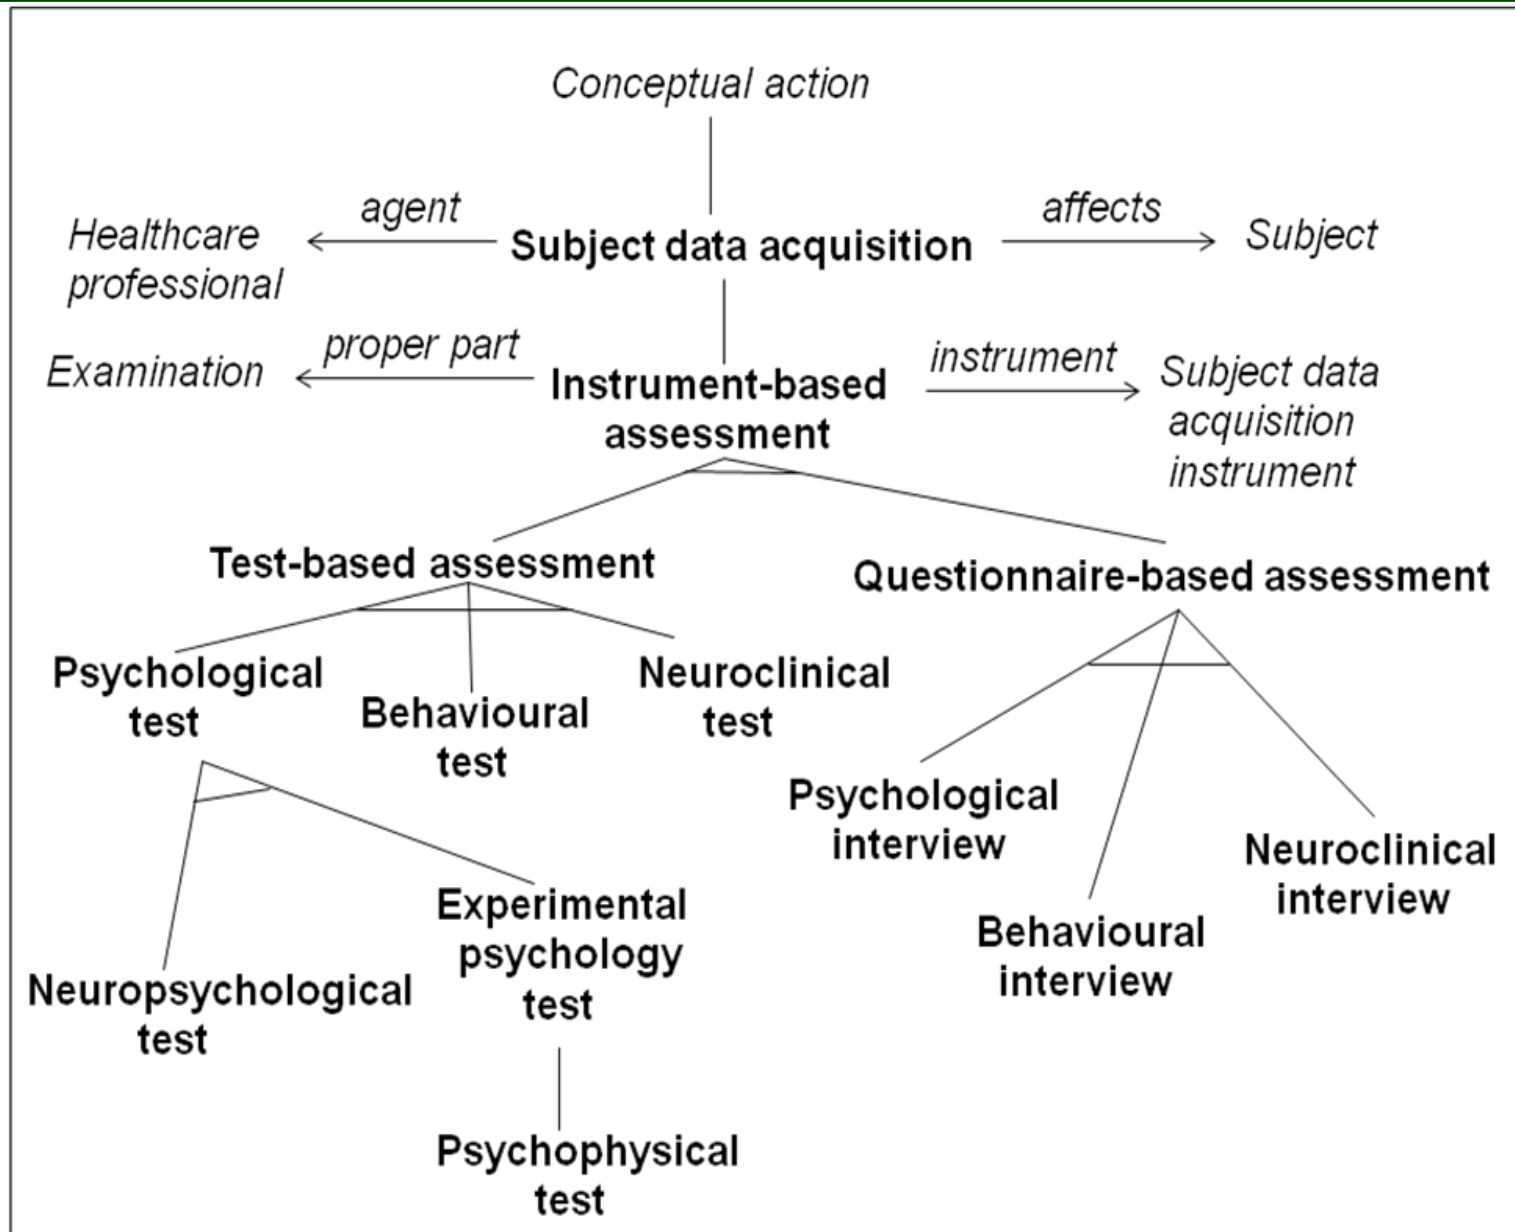 Conceptual action
agent
affects
Healthcare
professional
Subject data acquisition
Subject
proper part
instrument
Examination
Instrument-based
assessment
Subject data
acquisition
instrument
Test-based assessment
Questionnaire-based assessment
Psychological
test
Behavioural
test
Neuroclinical
test
Psychological
interview
Behavioural
interview
Neuroclinical
interview
Neuropsychological
test
Experimental
psychology
test
Psychophysical
test